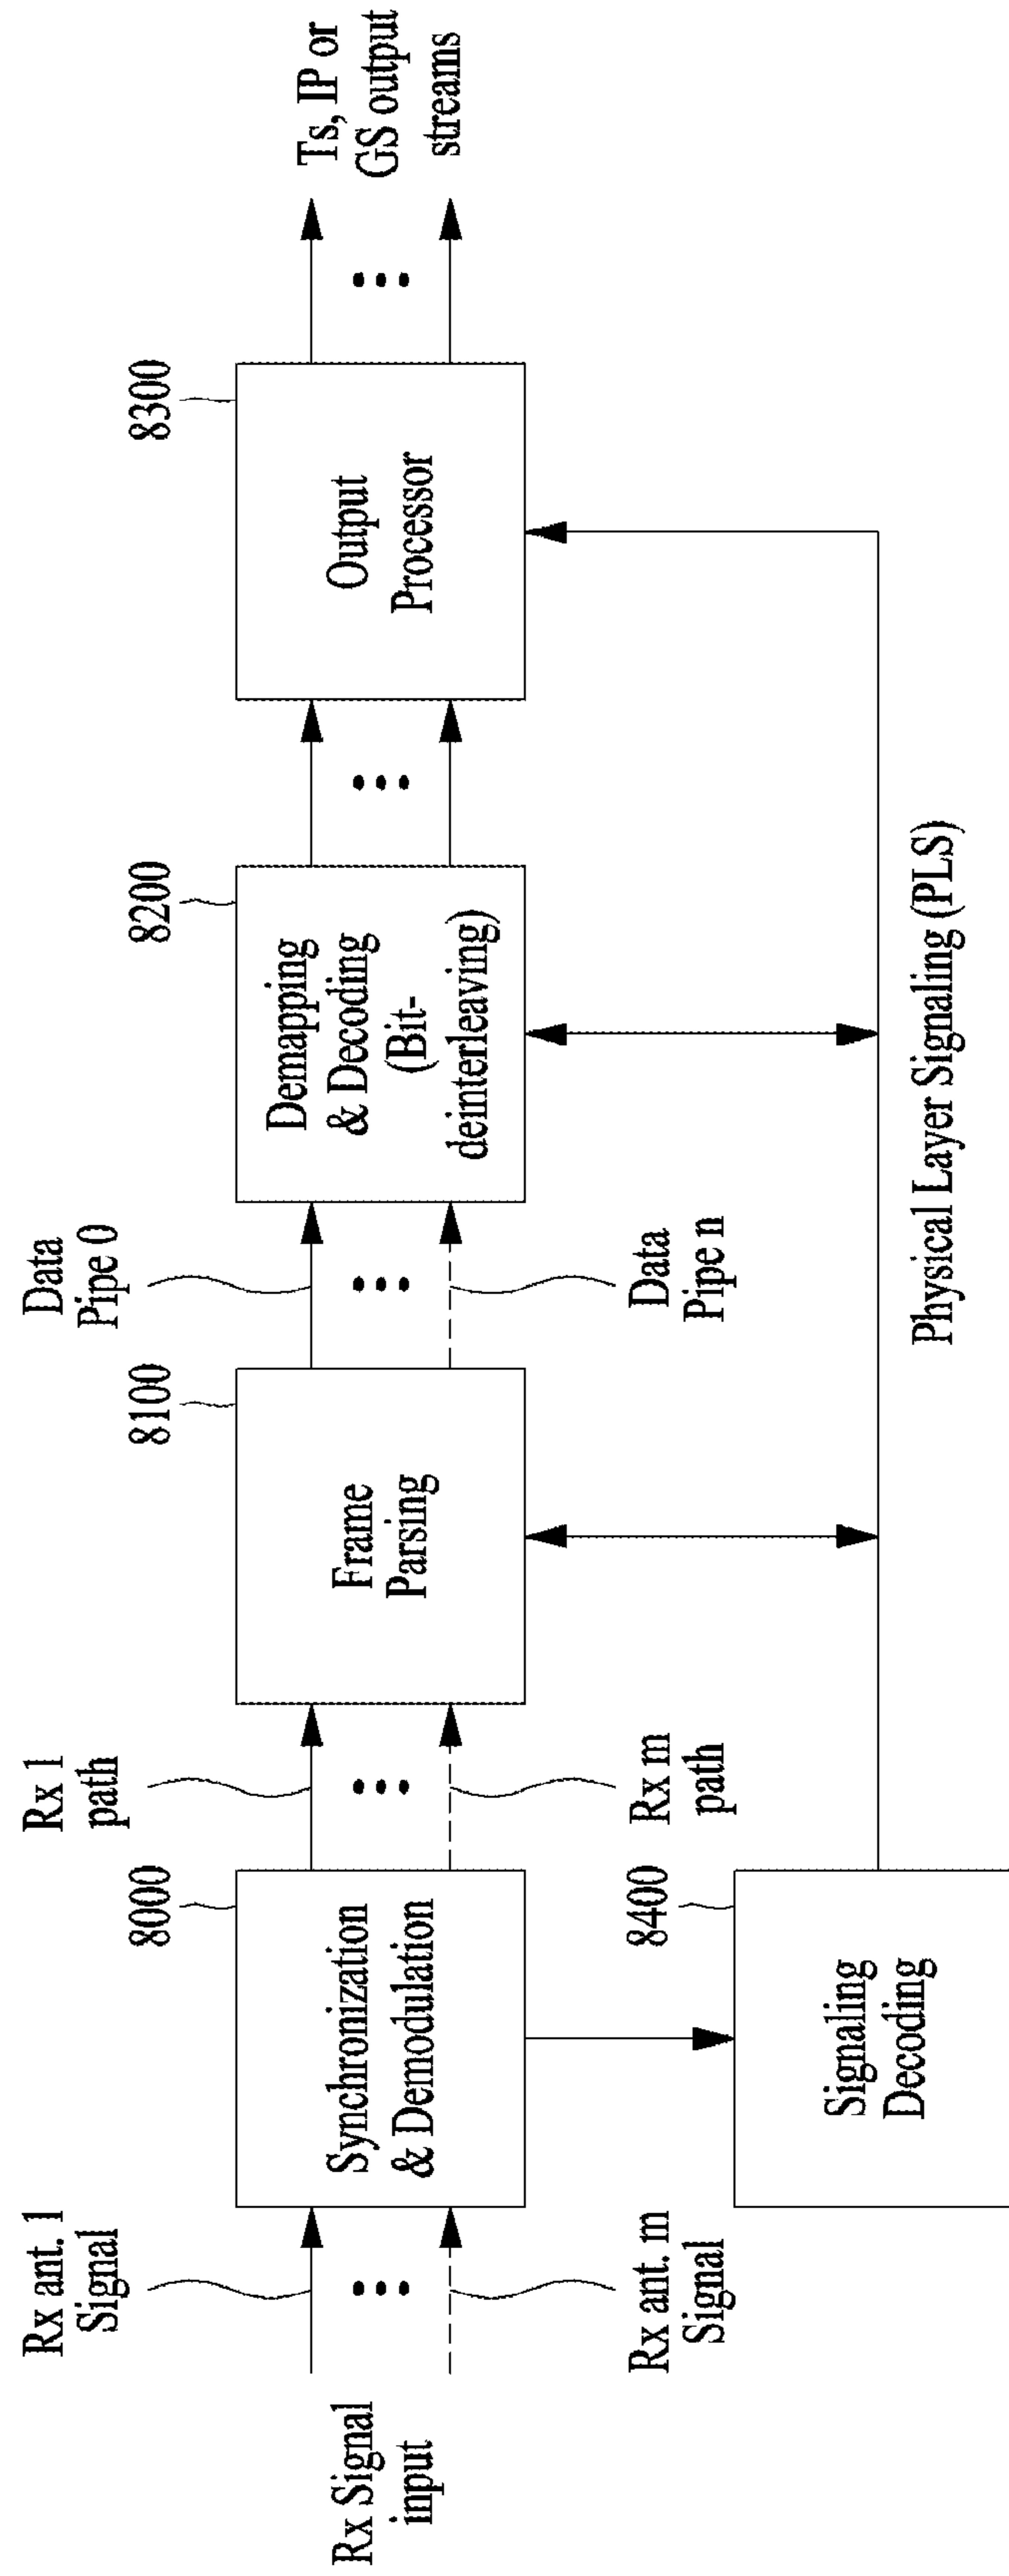 Rx Signal
input
Rx ant. 1
Signal
Rx ant. m
Signal
8000
Synchronization
& Demodulation
Rx 1
path
Rx m
path
8100
Frame
Parsing
Data
Pipe 0
Data
Pipe n
8200
Demapping
& Decoding
(Bit-
deinterleaving)
8300
Output
Processor
Ts, IP or
GS output
streams
8400
Signaling
Decoding
Physical Layer Signaling (PLS)